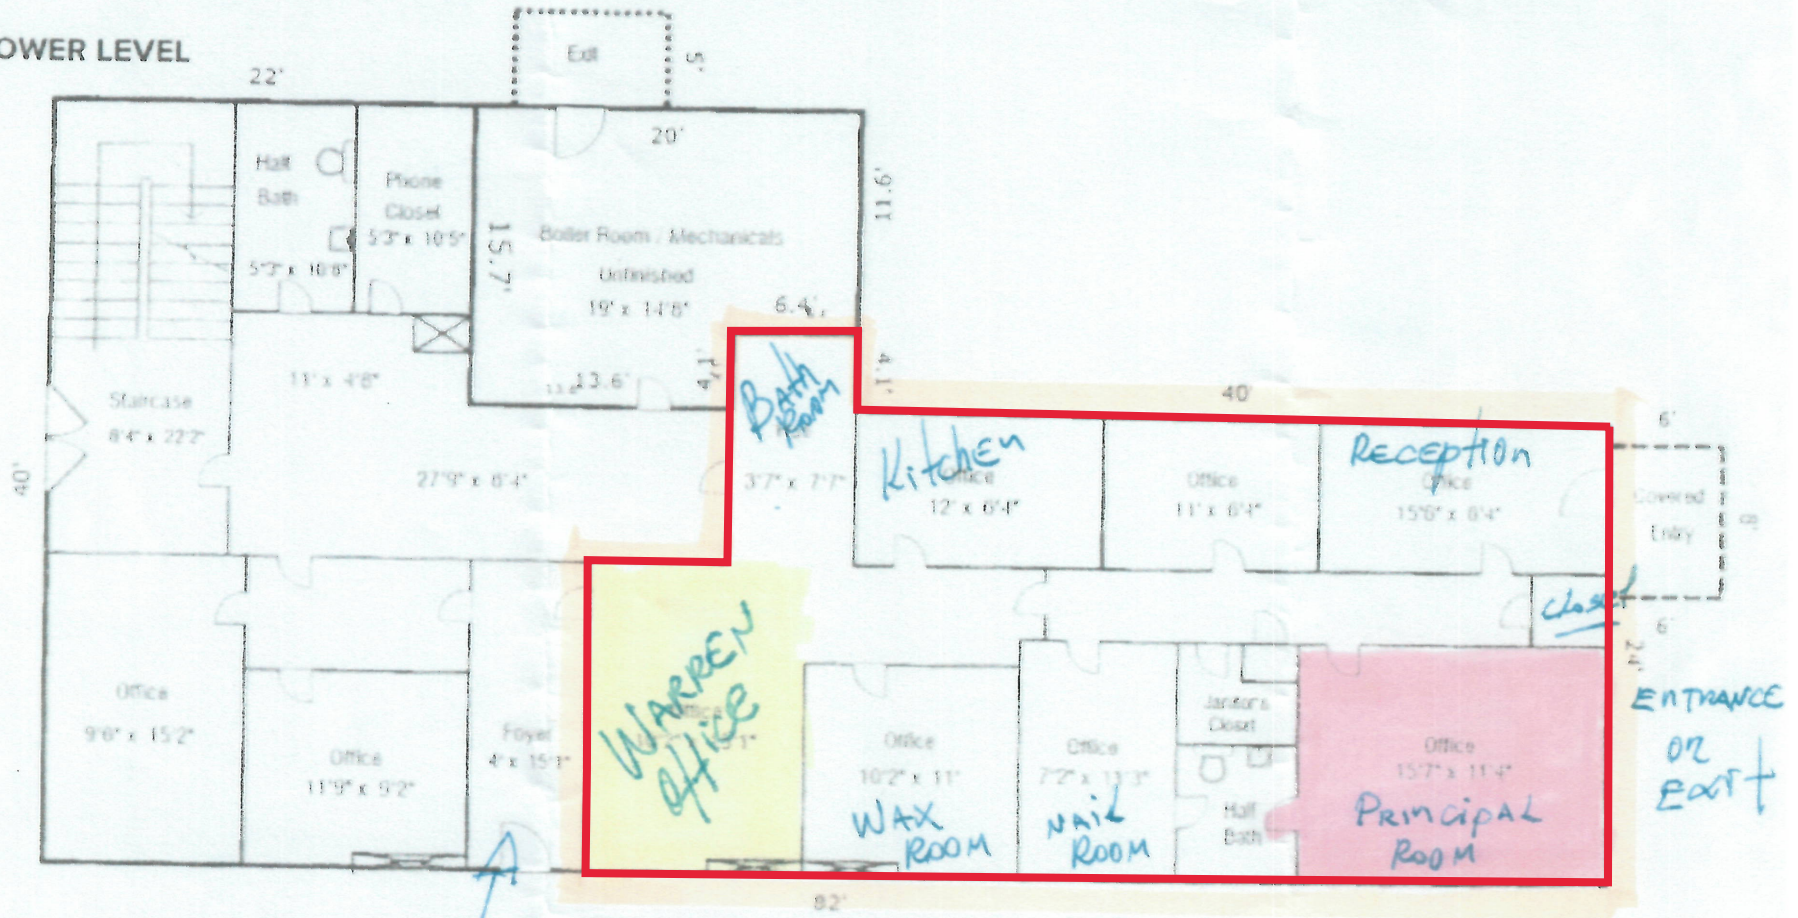 OWER LEVEL
22'
Exit
5'
20'
11'9"
Half
Bath
5'3" x 10'8"
Phone
Closet
5'3" x 10'5"
15.7'
Boiler Room / Mechanicals
Unfinished
19' x 14'8"
6.4'
13.6'
4.1'
4.1'
40'
11' x 4'8"
Staircase
8'4" x 22'2"
40'
27'9" x 6'4"
Bath
Room
3'7" x 7'7"
Kitchen
Office
12' x 6'4"
Office
11' x 6'4"
RECEPTION
Office
15'6" x 6'4"
6'
Covered
Entry
8'
Closet
6'
24'
ENTRANCE
OR
EXIT
Office
9'6" x 15'2"
Office
11'9" x 9'2"
Foyer
4' x 15'1"
WARREN
Office
Office
Office
10'2" x 11'
WAX
ROOM
Office
7'2" x 11'3"
NAIL
ROOM
Janitor's
Closet
Half
Bath
Office
15'7" x 11'4"
PRINCIPAL
ROOM
82'